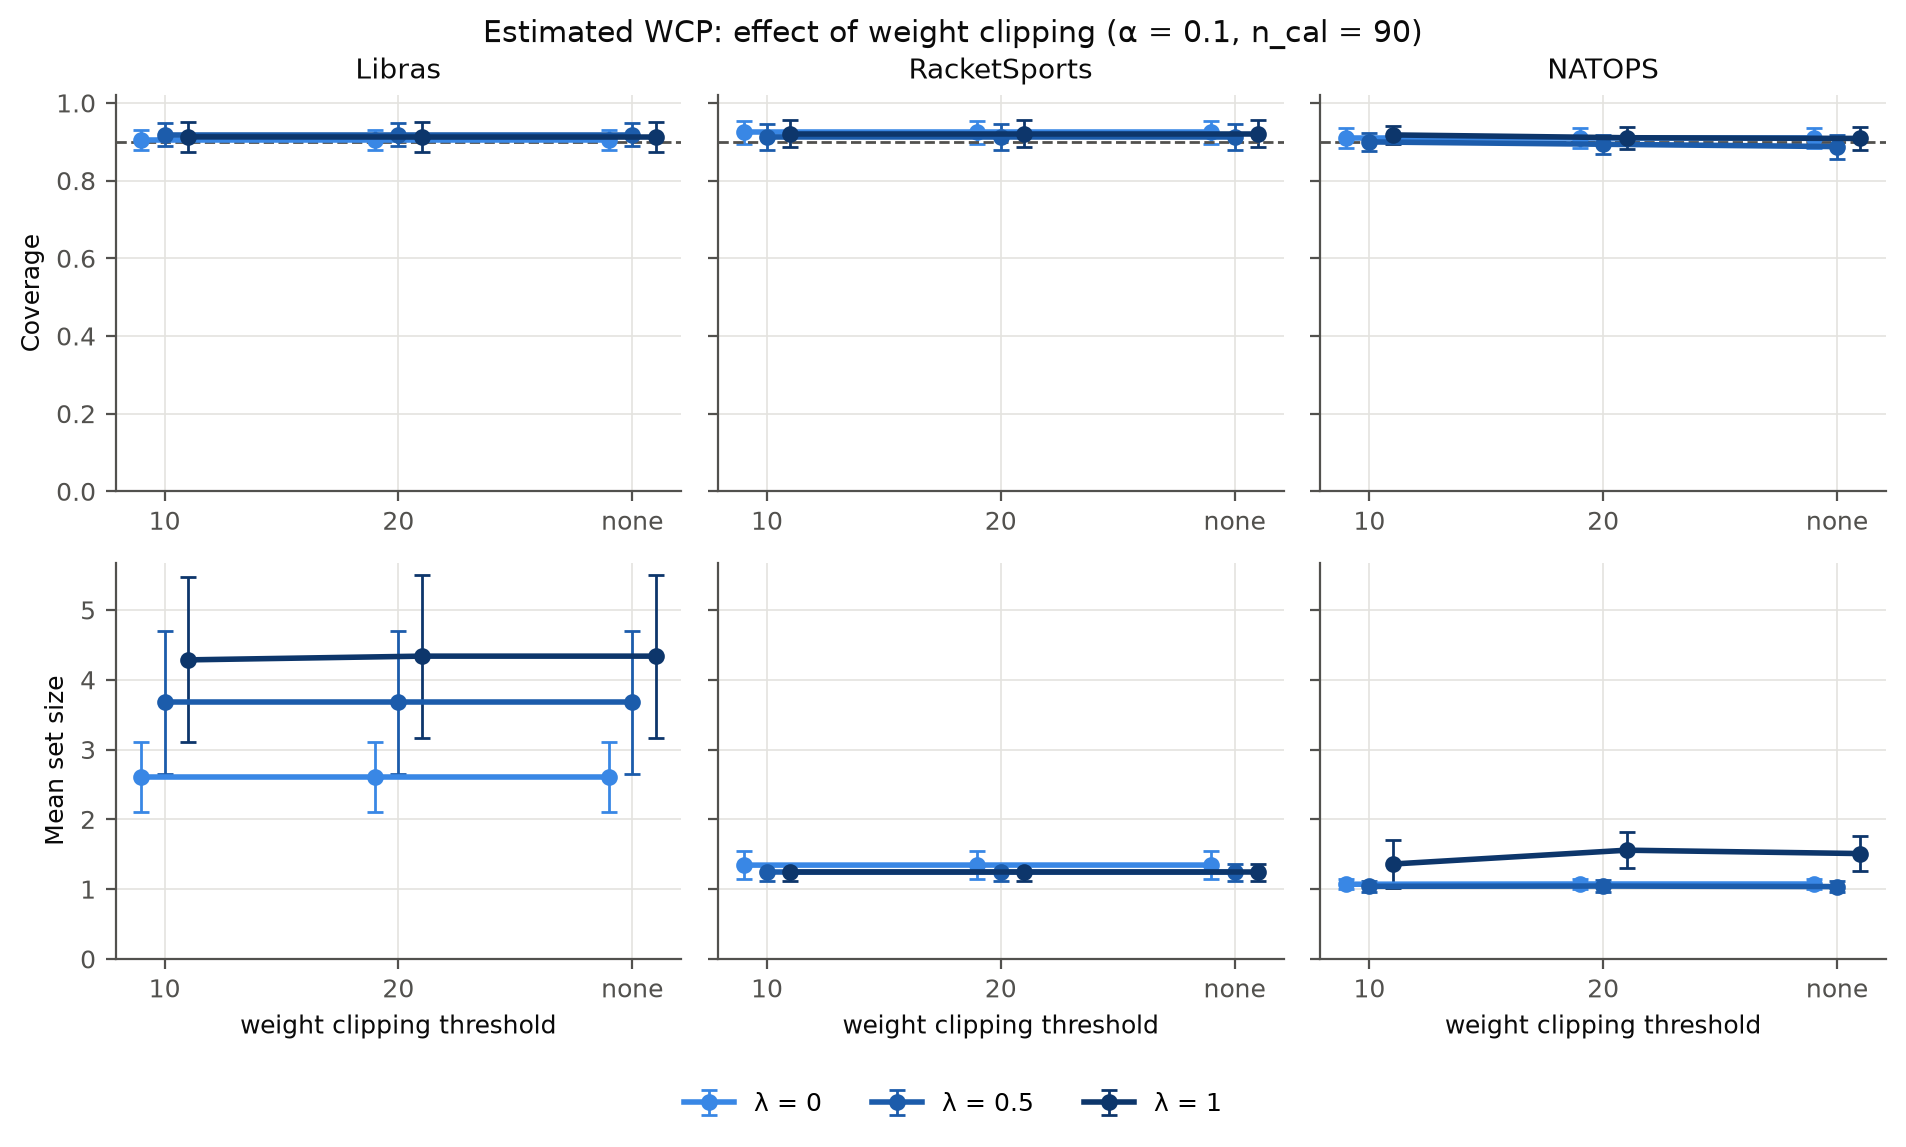 Estimated WCP: effect of weight clipping (α = 0.1, n_cal = 90)
Libras
RacketSports
NATOPS
Coverage
1.0
0.8
0.6
0.4
0.2
0.0
10 20 none
10 20 none
10 20 none
Mean set size
5
4
3
2
1
0
10 20 none
10 20 none
10 20 none
weight clipping threshold
weight clipping threshold
weight clipping threshold
λ = 0 λ = 0.5 λ = 1